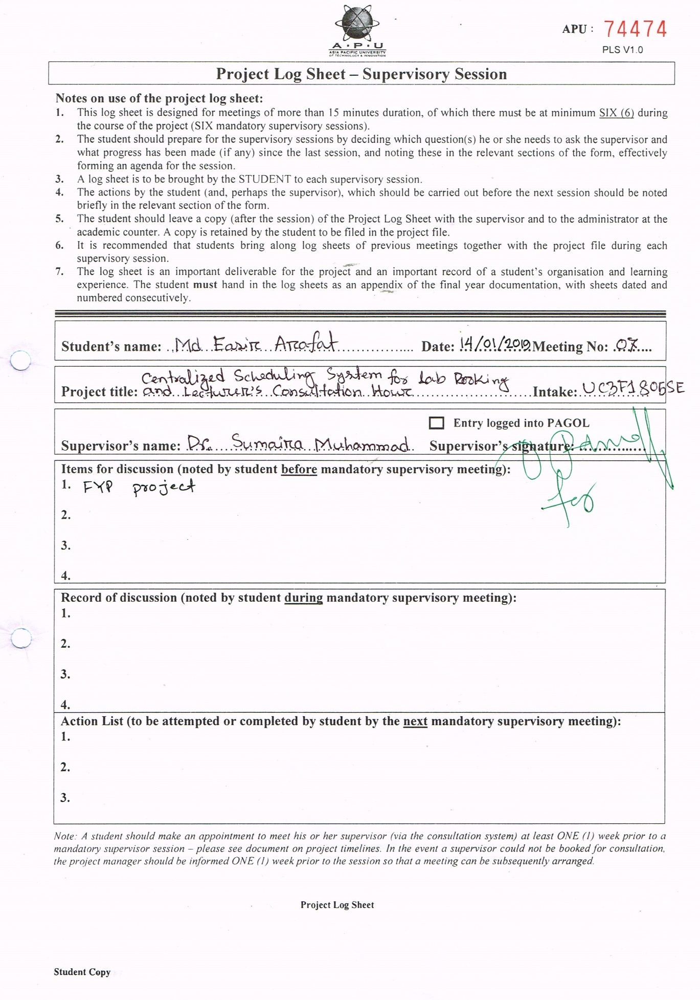 A · P · U
ASIA PACIFIC UNIVERSITY
OF TECHNOLOGY & INNOVATION
APU : 74474
PLS V1.0
Project Log Sheet – Supervisory Session
Notes on use of the project log sheet:
1. This log sheet is designed for meetings of more than 15 minutes duration, of which there must be at minimum SIX (6) during
the course of the project (SIX mandatory supervisory sessions).
2. The student should prepare for the supervisory sessions by deciding which question(s) he or she needs to ask the supervisor and
what progress has been made (if any) since the last session, and noting these in the relevant sections of the form, effectively
forming an agenda for the session.
3. A log sheet is to be brought by the STUDENT to each supervisory session.
4. The actions by the student (and, perhaps the supervisor), which should be carried out before the next session should be noted
briefly in the relevant section of the form.
5. The student should leave a copy (after the session) of the Project Log Sheet with the supervisor and to the administrator at the
academic counter. A copy is retained by the student to be filed in the project file.
6. It is recommended that students bring along log sheets of previous meetings together with the project file during each
supervisory session.
7. The log sheet is an important deliverable for the project and an important record of a student's organisation and learning
experience. The student must hand in the log sheets as an appendix of the final year documentation, with sheets dated and
numbered consecutively.
Student's name: Md Easir Arafat Date: 14/01/2019 Meeting No: 07
Centralized Scheduling System for Lab Booking
Project title: and Lecturer's Consultation Hour Intake: UC3F1805SE
Entry logged into PAGOL
Supervisor's name: Dr. Sumaira Muhammad Supervisor's signature:
Items for discussion (noted by student before mandatory supervisory meeting):
1. FYP project
for
2.
3.
4.
Record of discussion (noted by student during mandatory supervisory meeting):
1.
2.
3.
4.
Action List (to be attempted or completed by student by the next mandatory supervisory meeting):
1.
2.
3.
Note: A student should make an appointment to meet his or her supervisor (via the consultation system) at least ONE (1) week prior to a
mandatory supervisor session – please see document on project timelines. In the event a supervisor could not be booked for consultation,
the project manager should be informed ONE (1) week prior to the session so that a meeting can be subsequently arranged.
Project Log Sheet
Student Copy